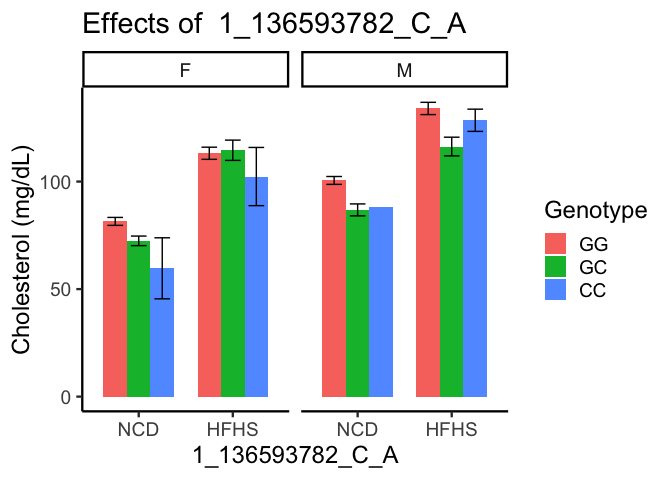 Effects of  1_136593782_C_A
F
M
Cholesterol (mg/dL)
100
50
0
NCD
HFHS
NCD
HFHS
1_136593782_C_A
Genotype
GG
GC
CC